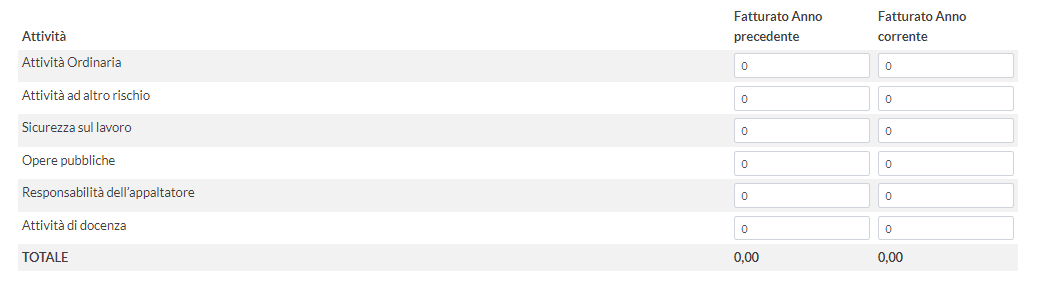 Attività Fatturato Anno precedente Fatturato Anno corrente
Attività Ordinaria 0 0
Attività ad altro rischio 0 0
Sicurezza sul lavoro 0 0
Opere pubbliche 0 0
Responsabilità dell'appaltatore 0 0
Attività di docenza 0 0
TOTALE 0,00 0,00